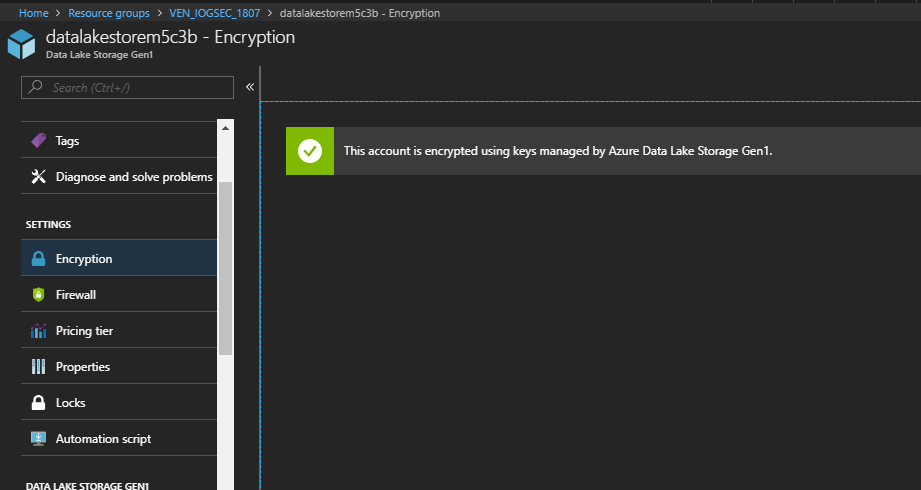 Home > Resource groups > VEN_IOGSEC_1807 > datalakestorem5c3b - Encryption
datalakestorem5c3b - Encryption
Data Lake Storage Gen1
Search (Ctrl+/)
«
Tags
Diagnose and solve problems
SETTINGS
Encryption
Firewall
Pricing tier
Properties
Locks
Automation script
DATA LAKE STORAGE GEN1
This account is encrypted using keys managed by Azure Data Lake Storage Gen1.